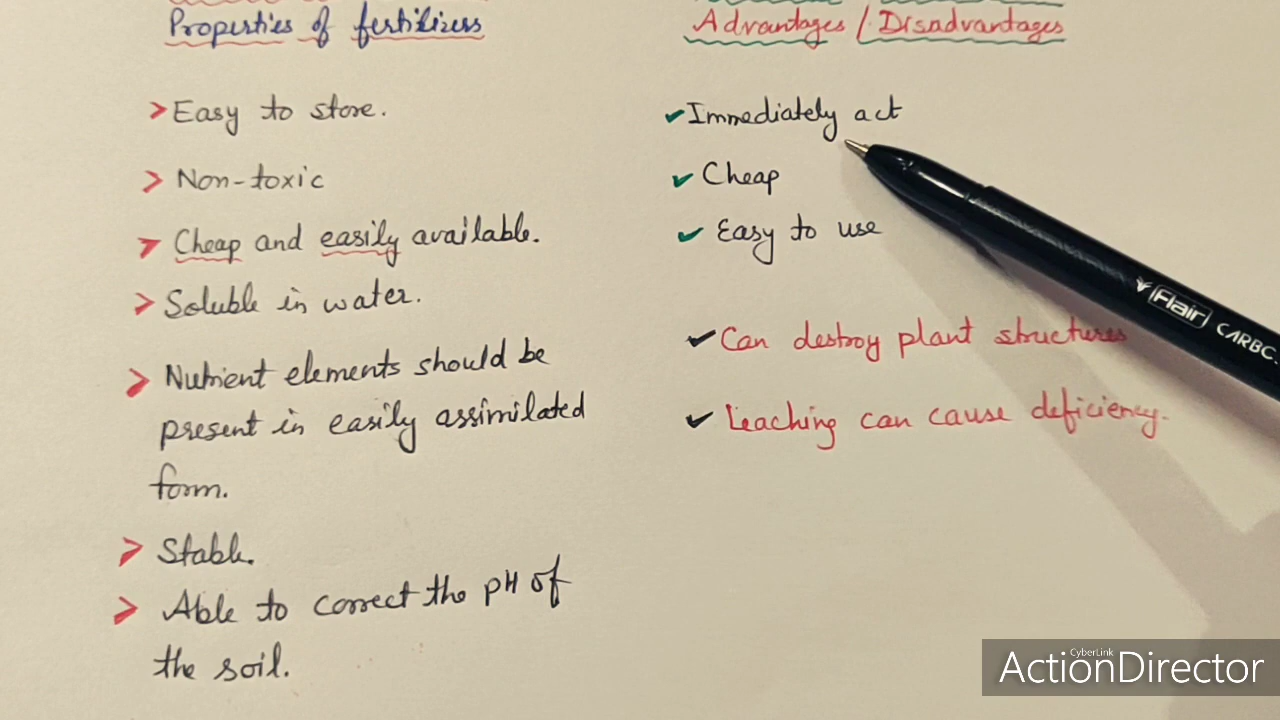 Properties of fertilizers
> Easy to store.
> Non-toxic
> Cheap and easily available.
> Soluble in water.
> Nutrient elements should be
present in easily assimilated
form.
> Stable.
> Able to correct the pH of
the soil.
Advantages / Disadvantages
✓ Immediately act
✓ Cheap
✓ Easy to use
✓ Can destroy plant structures
✓ Leaching can cause deficiency.
Flair CARBC
CyberLink
ActionDirector